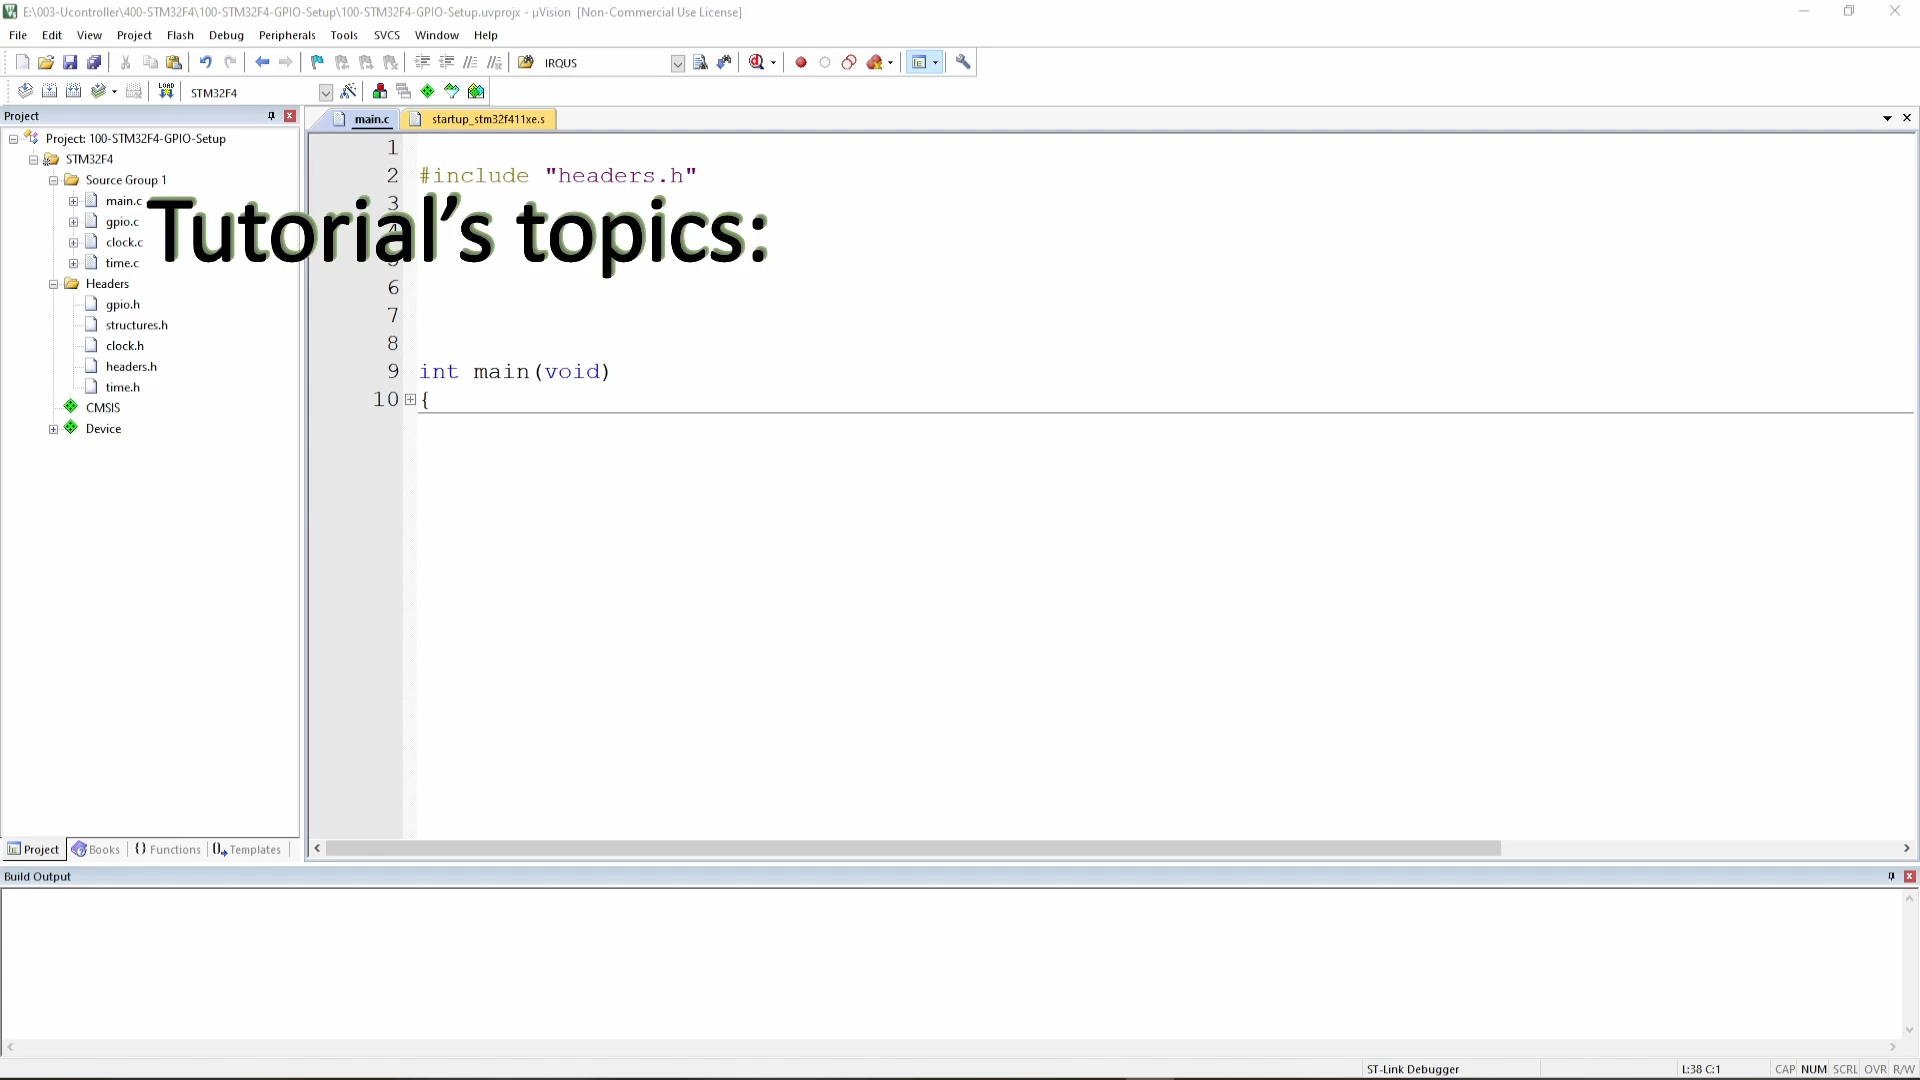 E:\003-Ucontroller\400-STM32F4\100-STM32F4-GPIO-Setup\100-STM32F4-GPIO-Setup.uvprojx - µVision [Non-Commercial Use License]
File Edit View Project Flash Debug Peripherals Tools SVCS Window Help
IRQUS
LOAD STM32F4
Project
main.c startup_stm32f411xe.s
Project: 100-STM32F4-GPIO-Setup
STM32F4
Source Group 1
main.c
gpio.c
clock.c
time.c
Headers
gpio.h
structures.h
clock.h
headers.h
time.h
CMSIS
Device
Tutorial’s topics:
1
2 #include "headers.h"
3
6
7
8
9 int main(void)
10 {
Project Books Functions Templates
Build Output
ST-Link Debugger L:38 C:1 CAP NUM SCRL OVR R/W